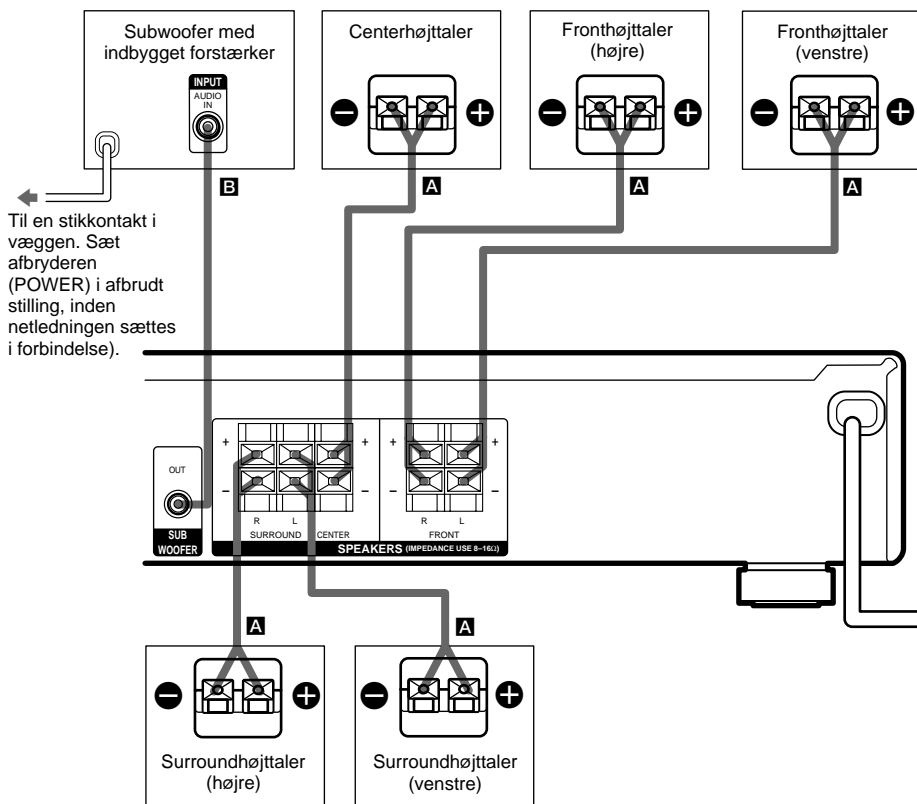 Subwoofer med
indbygget forstærker
INPUT
AUDIO
IN
Centerhøjttaler
− +
Fronthøjttaler
(højre)
− +
Fronthøjttaler
(venstre)
− +
B
A
A
A
Til en stikkontakt i
væggen. Sæt
afbryderen
(POWER) i afbrudt
stilling, inden
netledningen sættes
i forbindelse).
OUT
SUB
WOOFER
+ + + +
− − − −
R L
SURROUND CENTER
R L
FRONT
SPEAKERS (IMPEDANCE USE 8–16Ω)
A
A
− +
Surroundhøjttaler
(højre)
− +
Surroundhøjttaler
(venstre)